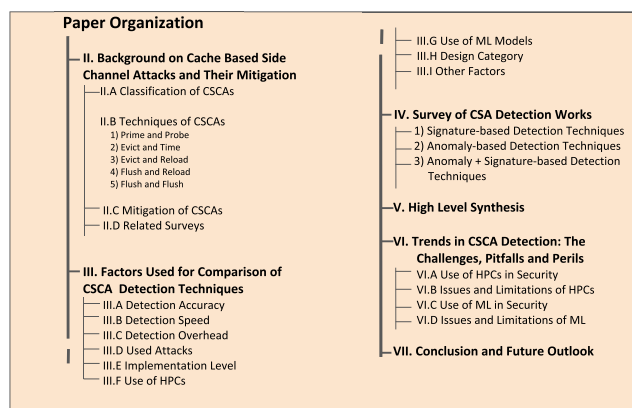 Paper Organization
II. Background on Cache Based Side
Channel Attacks and Their Mitigation
II.A Classification of CSCAs
II.B Techniques of CSCAs
1) Prime and Probe
2) Evict and Time
3) Evict and Reload
4) Flush and Reload
5) Flush and Flush
II.C Mitigation of CSCAs
II.D Related Surveys
III. Factors Used for Comparison of
CSCA Detection Techniques
III.A Detection Accuracy
III.B Detection Speed
III.C Detection Overhead
III.D Used Attacks
III.E Implementation Level
III.F Use of HPCs
III.G Use of ML Models
III.H Design Category
III.I Other Factors
IV. Survey of CSA Detection Works
1) Signature-based Detection Techniques
2) Anomaly-based Detection Techniques
3) Anomaly + Signature-based Detection
Techniques
V. High Level Synthesis
VI. Trends in CSCA Detection: The
Challenges, Pitfalls and Perils
VI.A Use of HPCs in Security
VI.B Issues and Limitations of HPCs
VI.C Use of ML in Security
VI.D Issues and Limitations of ML
VII. Conclusion and Future Outlook